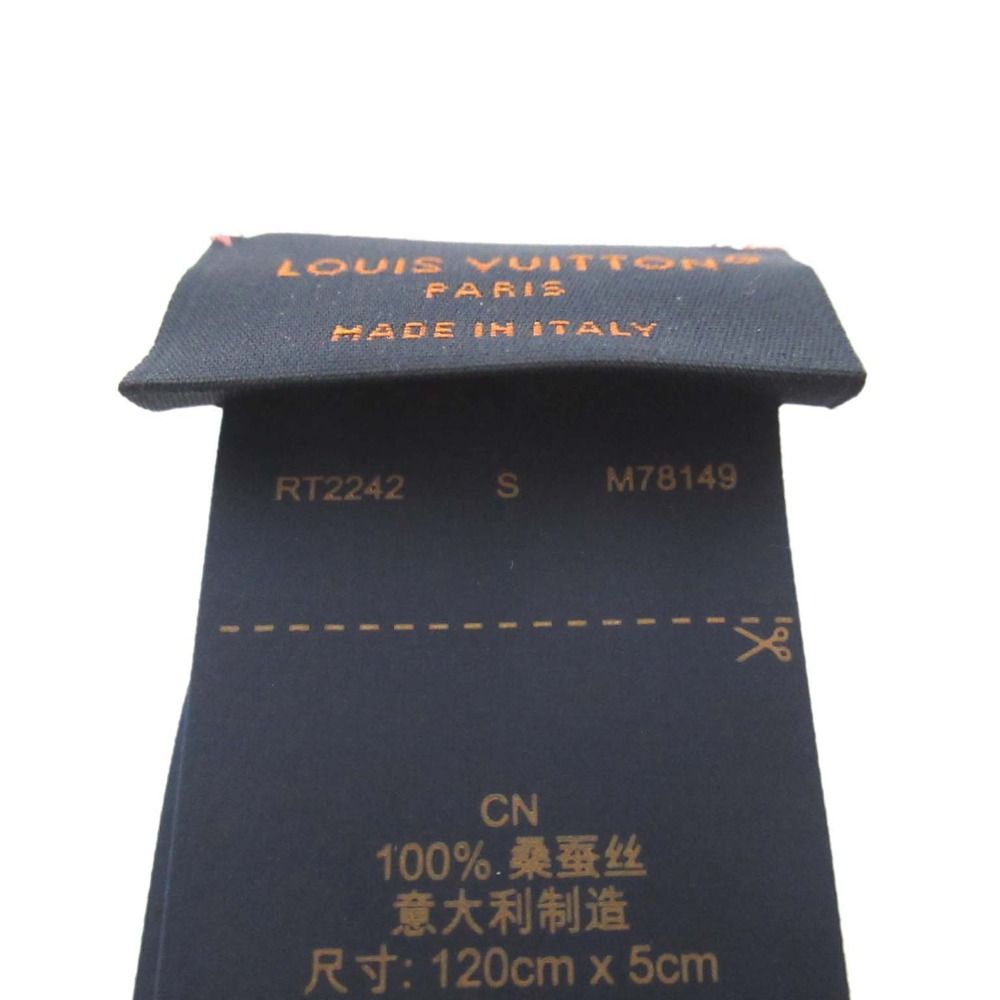 LOUIS VUITTON®
PARIS
MADE IN ITALY
RT2242 S M78149
CN
100% 桑蚕丝
意大利制造
尺寸: 120cm x 5cm